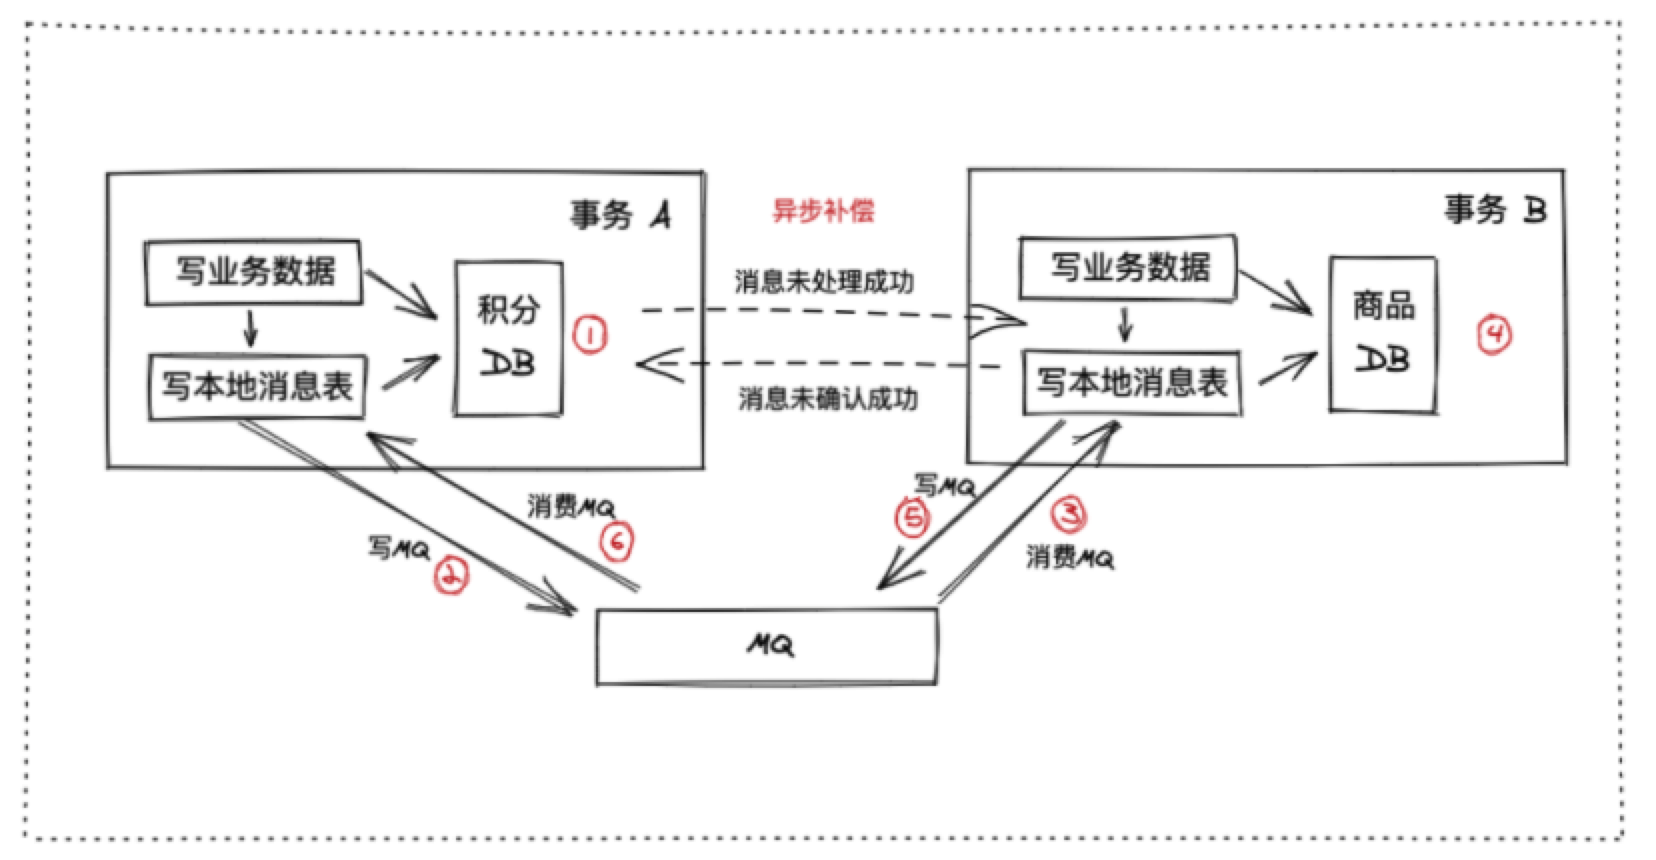 事务 A
写业务数据
写本地消息表
积分
DB
①
异步补偿
消息未处理成功
消息未确认成功
事务 B
写业务数据
写本地消息表
商品
DB
④
写MQ
②
消费MQ
⑥
写MQ
⑤
③
消费MQ
MQ